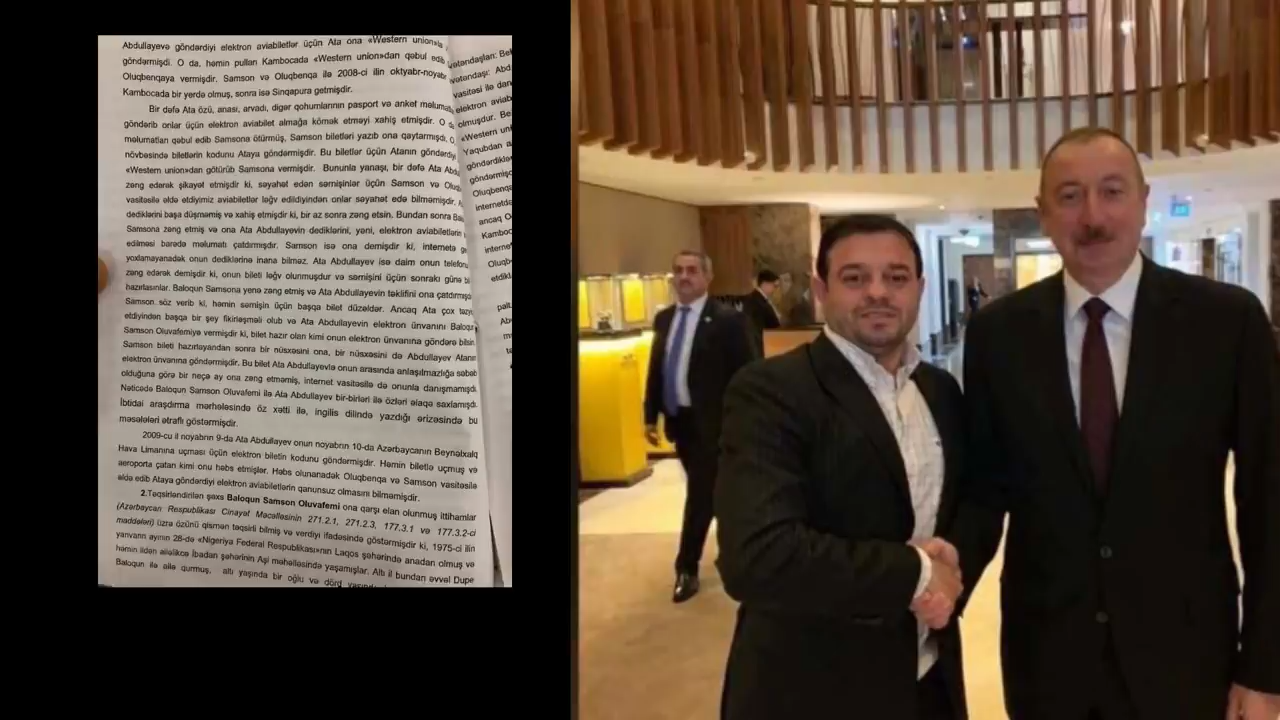 Abdullayevə göndərdiyi elektron aviabiletlər üçün Ata ona «Western union»la
göndərmişdi. O da, həmin pulları Kambocada «Western union»dan qəbul edib
Oluqbenqaya vermişdir. Samson və Oluqbenqa ilə 2008-ci ilin oktyabr-noyabr
Kambocada bir yerdə olmuş, sonra isə Sinqapura getmişdir.
Bir dəfə Ata özü, anası, arvadı, digər qohumlarının pasport və anket məlumatı
göndərib onlar üçün elektron aviabilet almağa kömək etməyi xahiş etmişdir. O
məlumatları qəbul edib Samsona ötürmüş, Samson biletləri yazıb ona qaytarmışdı. O,
növbəsində biletlərin kodunu Ataya göndərmişdir. Bu biletlər üçün Atanın göndərdiyi
«Western union»dan götürüb Samsona vermişdir. Bununla yanaşı, bir dəfə Ata Abd
zəng edərək şikayət etmişdir ki, səyahət edən sərnişinlər üçün Samson və Oluq
vasitəsilə əldə etdiyimiz aviabiletlər ləğv edildiyindən onlar səyahət edə bilməmişdir.
dediklərini başa düşməmiş və xahiş etmişdir ki, bir az sonra zəng etsin. Bundan sonra Ba
Samsona zəng etmiş və ona Ata Abdullayevin dediklərini, yəni, elektron aviabiletlərin
edilməsi barədə məlumatı çatdırmışdır. Samson isə ona demişdir ki, internetə
yoxlamayanadək onun dediklərinə inana bilməz. Ata Abdullayev isə daim onun telefonu
zəng edərək demişdir ki, onun bileti ləğv olunmuşdur və sərnişini üçün sonrakı günə bi
hazırlasınlar. Baloqun Samsona yenə zəng etmiş və Ata Abdullayevin təklifini ona çatdırmışdı
Samson söz verib ki, həmin sərnişin üçün başqa bilet düzəldər. Ancaq Ata çox təzy
etdiyindən başqa bir şey fikirləşməli olub və Ata Abdullayevin elektron ünvanını Baloqu
Samson Oluvafemiyə vermişdir ki, bilet hazır olan kimi onun elektron ünvanına göndərə bilsin
Samson bileti hazırlayandan sonra bir nüsxəsini ona, bir nüsxəsini də Abdullayev Atanın
elektron ünvanına göndərmişdir. Bu bilet Ata Abdullayevlə onun arasında anlaşılmazlığa səbəb
olduğuna görə bir neçə ay ona zəng etməmiş, internet vasitəsilə də onunla danışmamışdı
Nəticədə Baloqun Samson Oluvafemi ilə Ata Abdullayev bir-birləri ilə özləri əlaqə saxlamışdı.
İbtidai araşdırma mərhələsində öz xətti ilə, ingilis dilində yazdığı ərizəsində bu
məsələləri ətraflı göstərmişdir.
2009-cu il noyabrın 9-da Ata Abdullayev onun noyabrın 10-da Azərbaycanın Beynəlxalq
Hava Limanına uçması üçün elektron biletin kodunu göndərmişdir. Həmin biletlə uçmuş və
aeroporta çatan kimi onu həbs etmişlər. Həbs olunanadək Oluqbenqa və Samson vasitəsilə
əldə edib Ataya göndərdiyi elektron aviabiletlərin qanunsuz olmasını bilməmişdir.
2.Təqsirləndirilən şəxs Baloqun Samson Oluvafemi ona qarşı elan olunmuş ittihamlar
(Azərbaycan Respublikası Cinayət Məcəlləsinin 271.2.1, 271.2.3, 177.3.1 və 177.3.2-ci
maddələri) üzrə özünü qismən təqsirli bilmiş və verdiyi ifadəsində göstərmişdir ki, 1975-ci ilin
yanvarın ayının 28-də «Nigeriya Federal Respublikası»nın Laqos şəhərində anadan olmuş və
həmin ildən ailəlikcə İbadan şəhərinin Aşi məhəlləsində yaşamışlar. Altı il bundan əvvəl Dupe
Baloqun ilə ailə qurmuş, altı yaşında bir oğlu və dörd yaşında